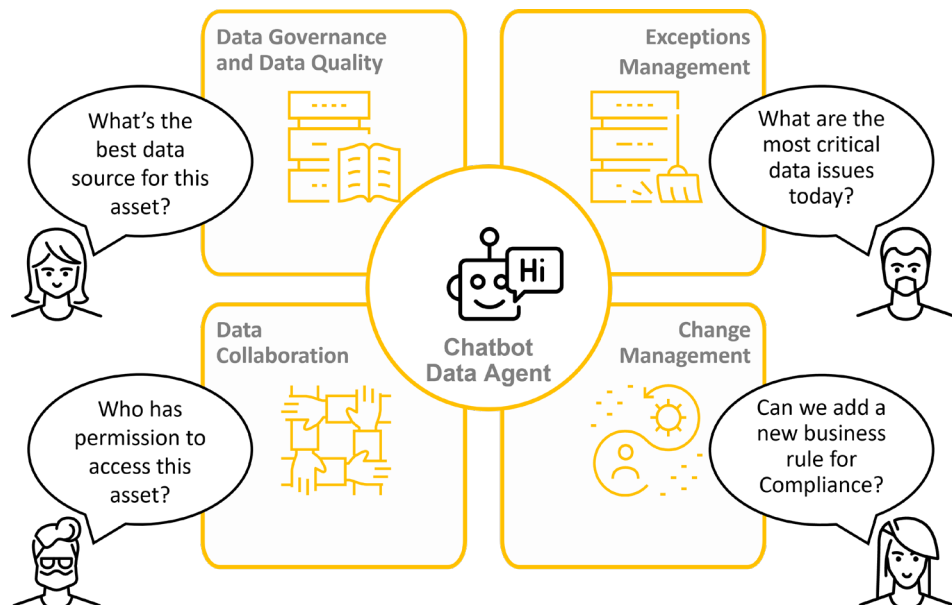 Data Governance
and Data Quality
Exceptions
Management
What's the
best data
source for this
asset?
What are the
most critical
data issues
today?
Hi
Chatbot
Data Agent
Data
Collaboration
Change
Management
Who has
permission to
access this
asset?
Can we add a
new business
rule for
Compliance?